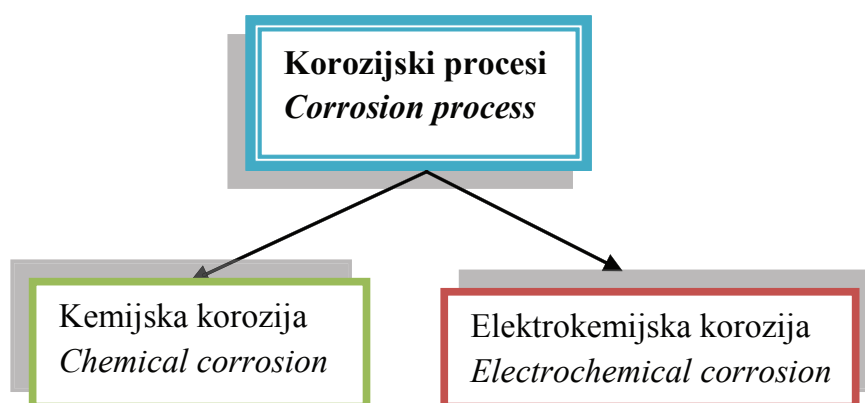 Korozijski procesi
Corrosion process
Kemijska korozija
Chemical corrosion
Elektrokemijska korozija
Electrochemical corrosion